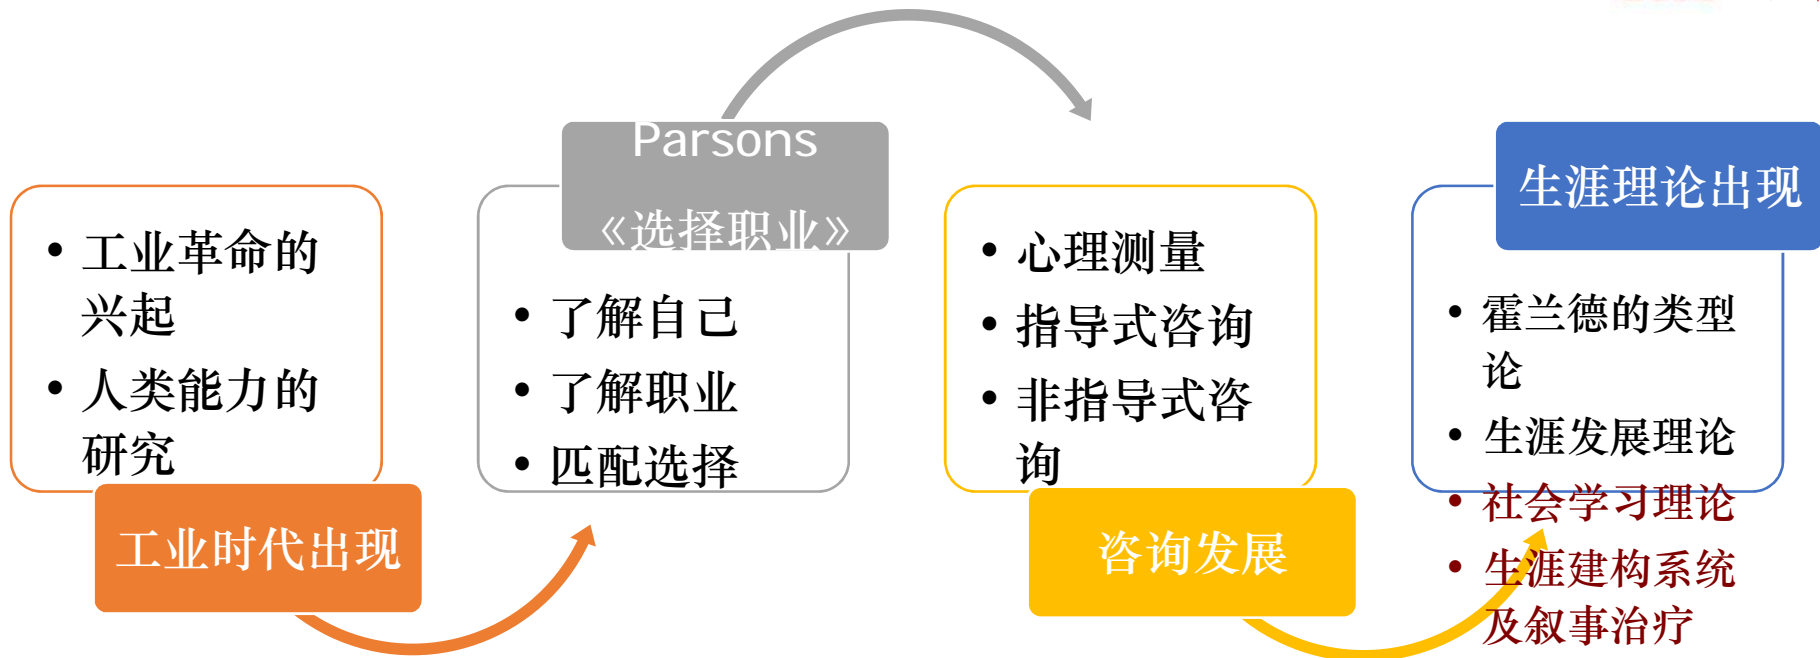 • 工业革命的
兴起
• 人类能力的
研究
工业时代出现
Parsons
《选择职业》
• 了解自己
• 了解职业
• 匹配选择
• 心理测量
• 指导式咨询
• 非指导式咨
询
咨询发展
生涯理论出现
• 霍兰德的类型
论
• 生涯发展理论
• 社会学习理论
• 生涯建构系统
及叙事治疗